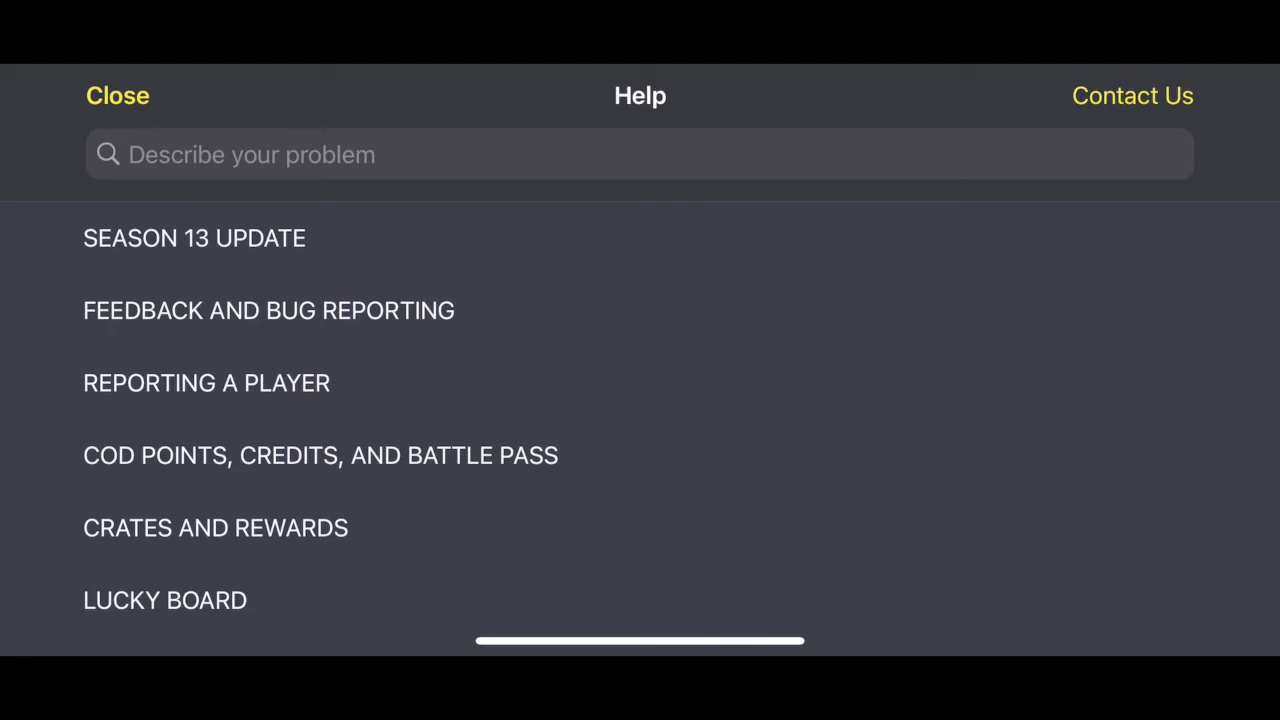 Close
Help
Contact Us
Describe your problem
SEASON 13 UPDATE
FEEDBACK AND BUG REPORTING
REPORTING A PLAYER
COD POINTS, CREDITS, AND BATTLE PASS
CRATES AND REWARDS
LUCKY BOARD